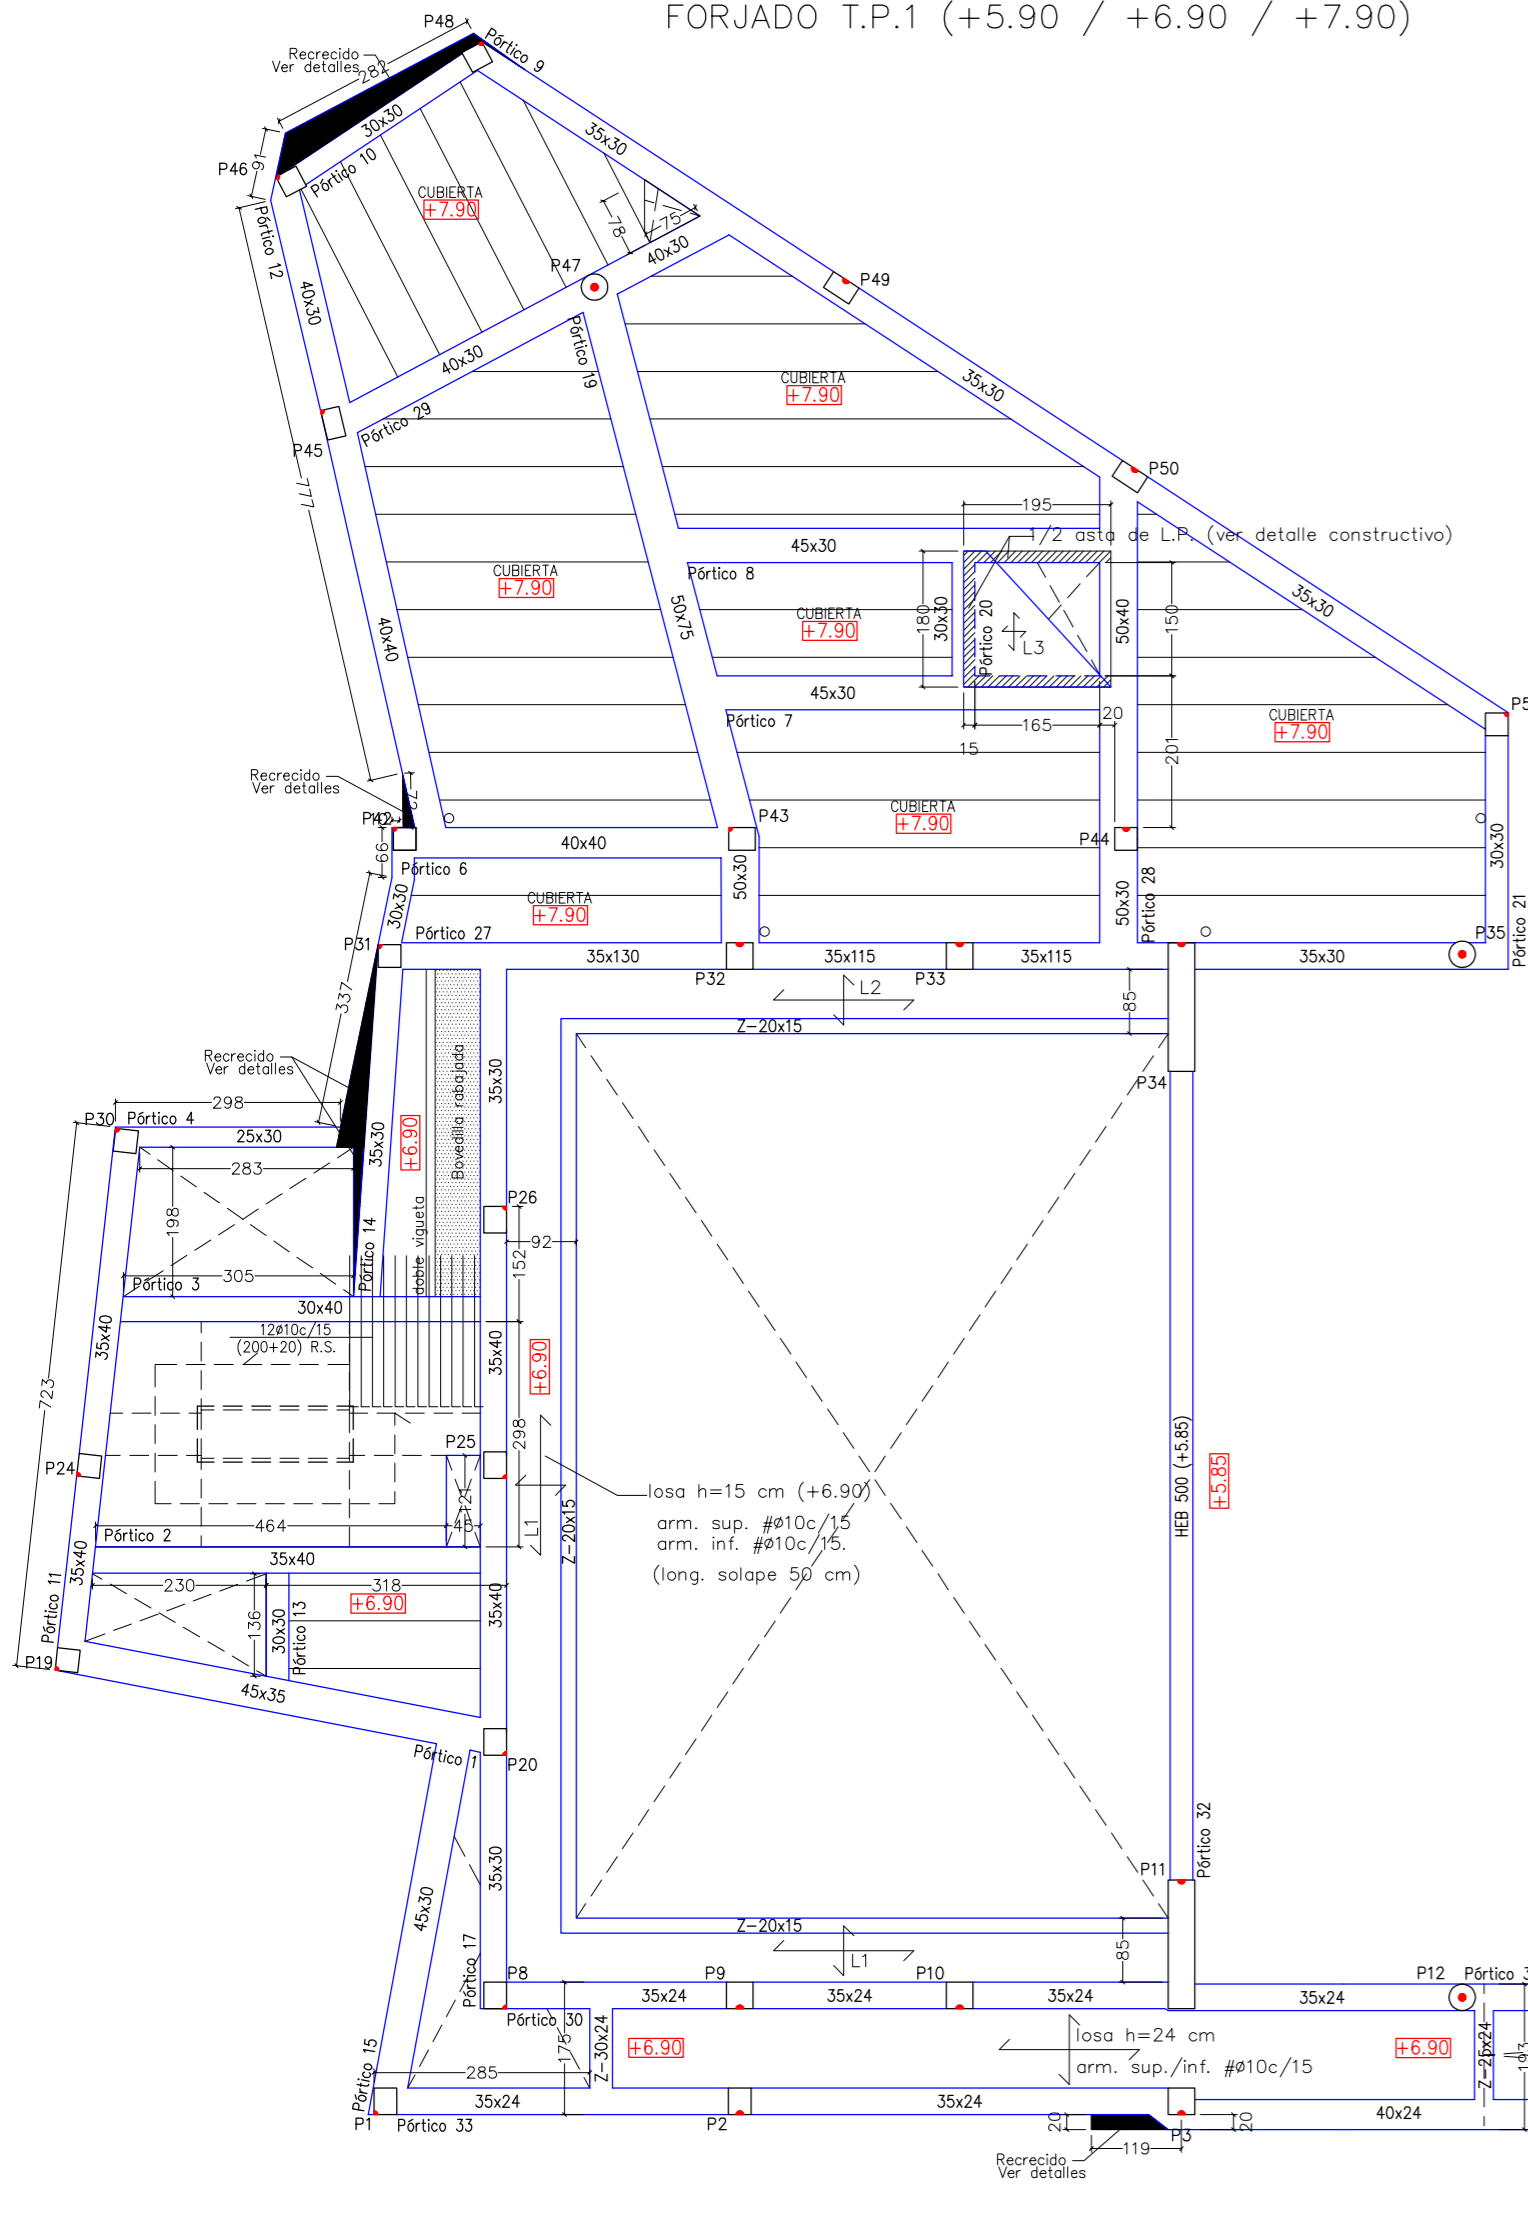 FORJADO T.P.1 (+5.90 / +6.90 / +7.90)
P48
Pórtico 9
Recrecido
Ver detalles
282
30x30
35x30
91
P46
Pórtico 10
CUBIERTA
+7.90
Pórtico 12
75
78
40x30
P47
40x30
P49
Pórtico 19
40x30
CUBIERTA
+7.90
35x30
Pórtico 29
P45
777
P50
195
1/2 asta de L.P. (ver detalle constructivo)
45x30
CUBIERTA
+7.90
Pórtico 8
50x75
180
30x30
Pórtico 20
L3
50x40
150
35x30
CUBIERTA
+7.90
40x40
45x30
Pórtico 7
20
165
15
201
CUBIERTA
+7.90
Recrecido
Ver detalles
72
CUBIERTA
+7.90
P42
P43
P44
66
40x40
30x30
Pórtico 6
50x30
50x30
Pórtico 28
30x30
CUBIERTA
+7.90
30x30
Pórtico 21
P31
Pórtico 27
35x130
35x115
35x115
35x30
P35
P32
P33
337
L2
85
Z-20x15
P34
Recrecido
Ver detalles
35x30
Bovedilla rabajada
298
P30
Pórtico 4
25x30
35x30
+6.90
283
198
doble vigueta
P26
Pórtico 14
92
152
305
Pórtico 3
30x40
12ø10c/15
(200+20) R.S.
35x40
35x40
+6.90
723
298
P25
P24
121
losa h=15 cm (+6.90)
arm. sup. #ø10c/15
arm. inf. #ø10c/15.
(long. solape 50 cm)
HEB 500 (+5.85)
+5.85
464
45
L1
Z-20x15
Pórtico 2
35x40
35x40
Pórtico 11
230
318
+6.90
35x40
136
30x30
Pórtico 13
P19
45x35
Pórtico 1
P20
Pórtico 32
P11
35x30
45x30
Pórtico 17
Z-20x15
L1
85
P8
P9
P10
P12
35x24
35x24
35x24
35x24
Pórtico 30
175
Z-30x24
+6.90
losa h=24 cm
arm. sup./inf. #ø10c/15
+6.90
Z-25x24
193
Pórtico 15
285
35x24
35x24
40x24
P1
Pórtico 33
P2
P3
20
20
119
Recrecido
Ver detalles